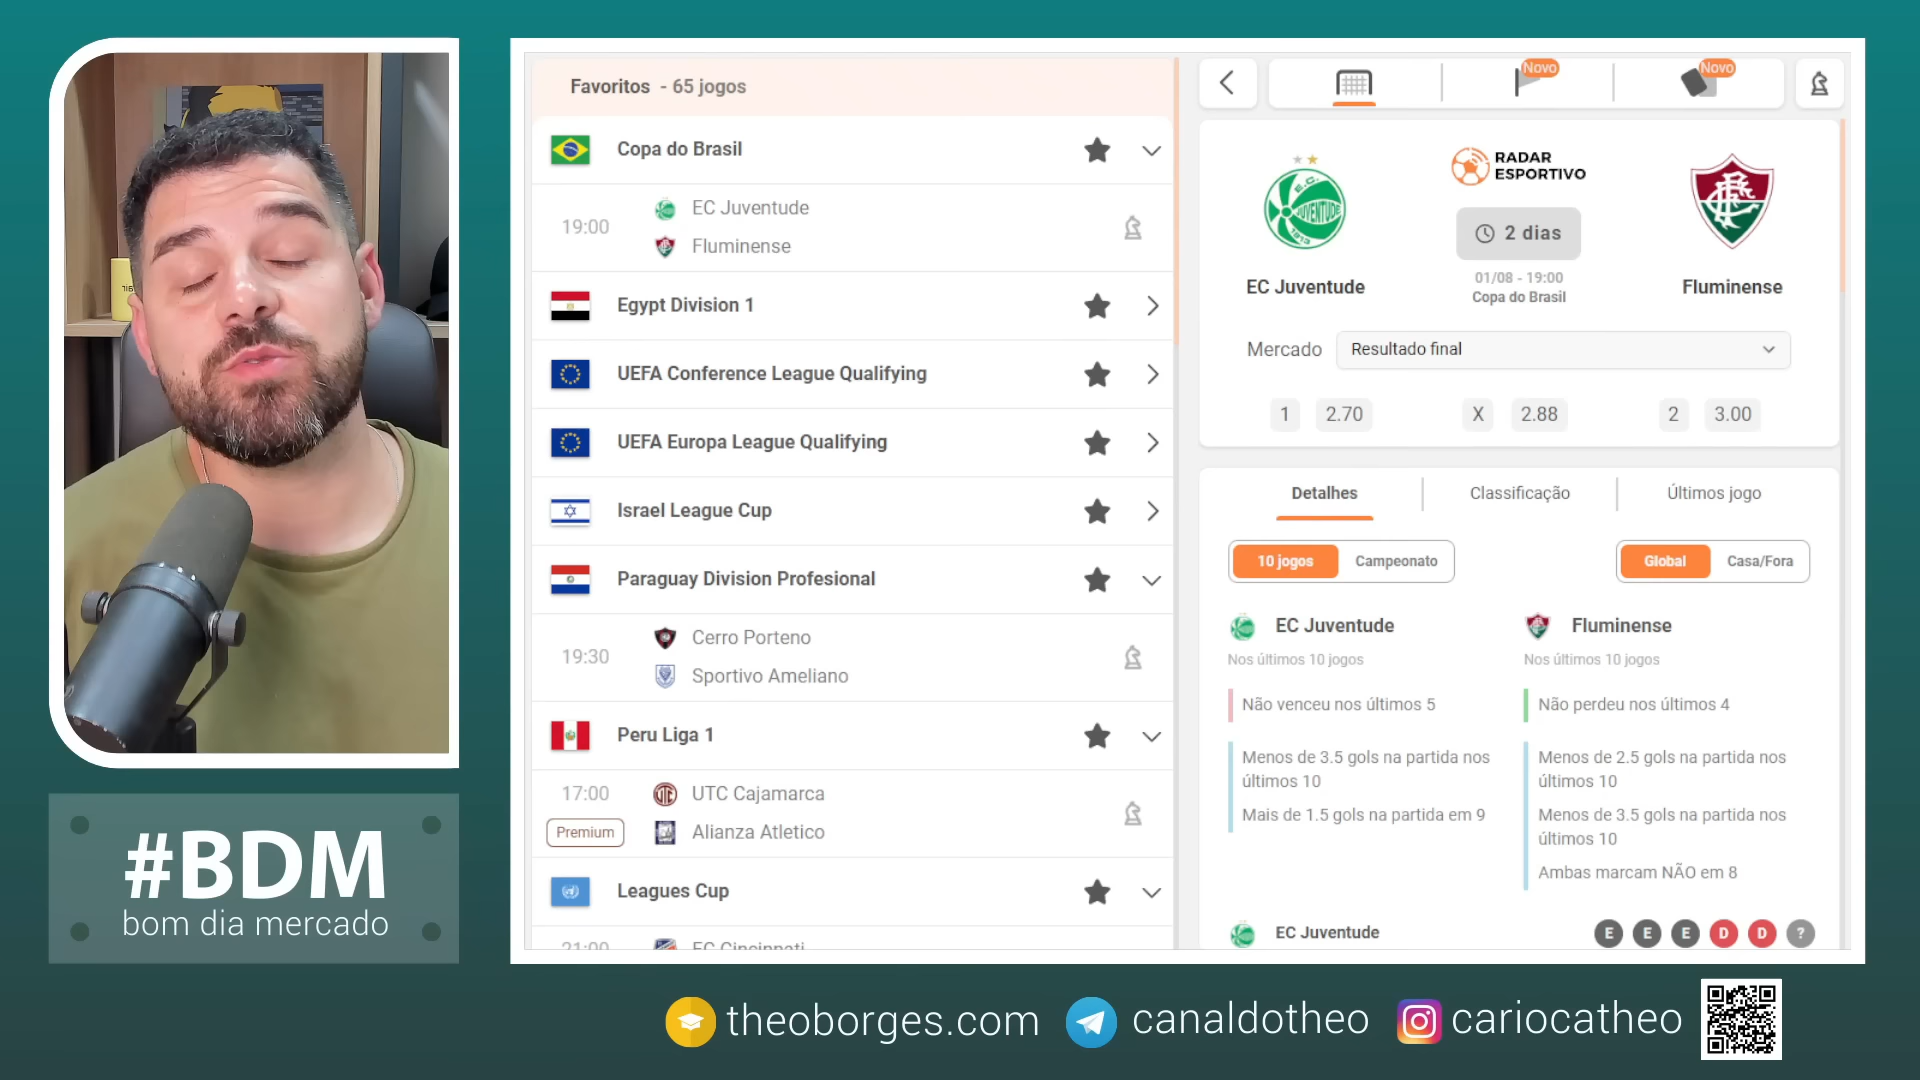 Favoritos - 65 jogos
Copa do Brasil
19:00
EC Juventude
Fluminense
Egypt Division 1
UEFA Conference League Qualifying
UEFA Europa League Qualifying
Israel League Cup
Paraguay Division Profesional
19:30
Cerro Porteno
Sportivo Ameliano
Peru Liga 1
17:00
Premium
UTC Cajamarca
Alianza Atletico
Leagues Cup
21:00
FC Cincinnati
Novo
Novo
RADAR
ESPORTIVO
E.C.
JUVENTUDE
1913
2 dias
EC Juventude
01/08 - 19:00
Copa do Brasil
Fluminense
Mercado
Resultado final
1 2.70 X 2.88 2 3.00
Detalhes
Classificação
Últimos jogo
10 jogos
Campeonato
Global
Casa/Fora
EC Juventude
Nos últimos 10 jogos
Não venceu nos últimos 5
Menos de 3.5 gols na partida nos
últimos 10
Mais de 1.5 gols na partida em 9
Fluminense
Nos últimos 10 jogos
Não perdeu nos últimos 4
Menos de 2.5 gols na partida nos
últimos 10
Menos de 3.5 gols na partida nos
últimos 10
Ambas marcam NÃO em 8
EC Juventude
E E E D D ?
#BDM
bom dia mercado
theoborges.com
canaldotheo
cariocatheo